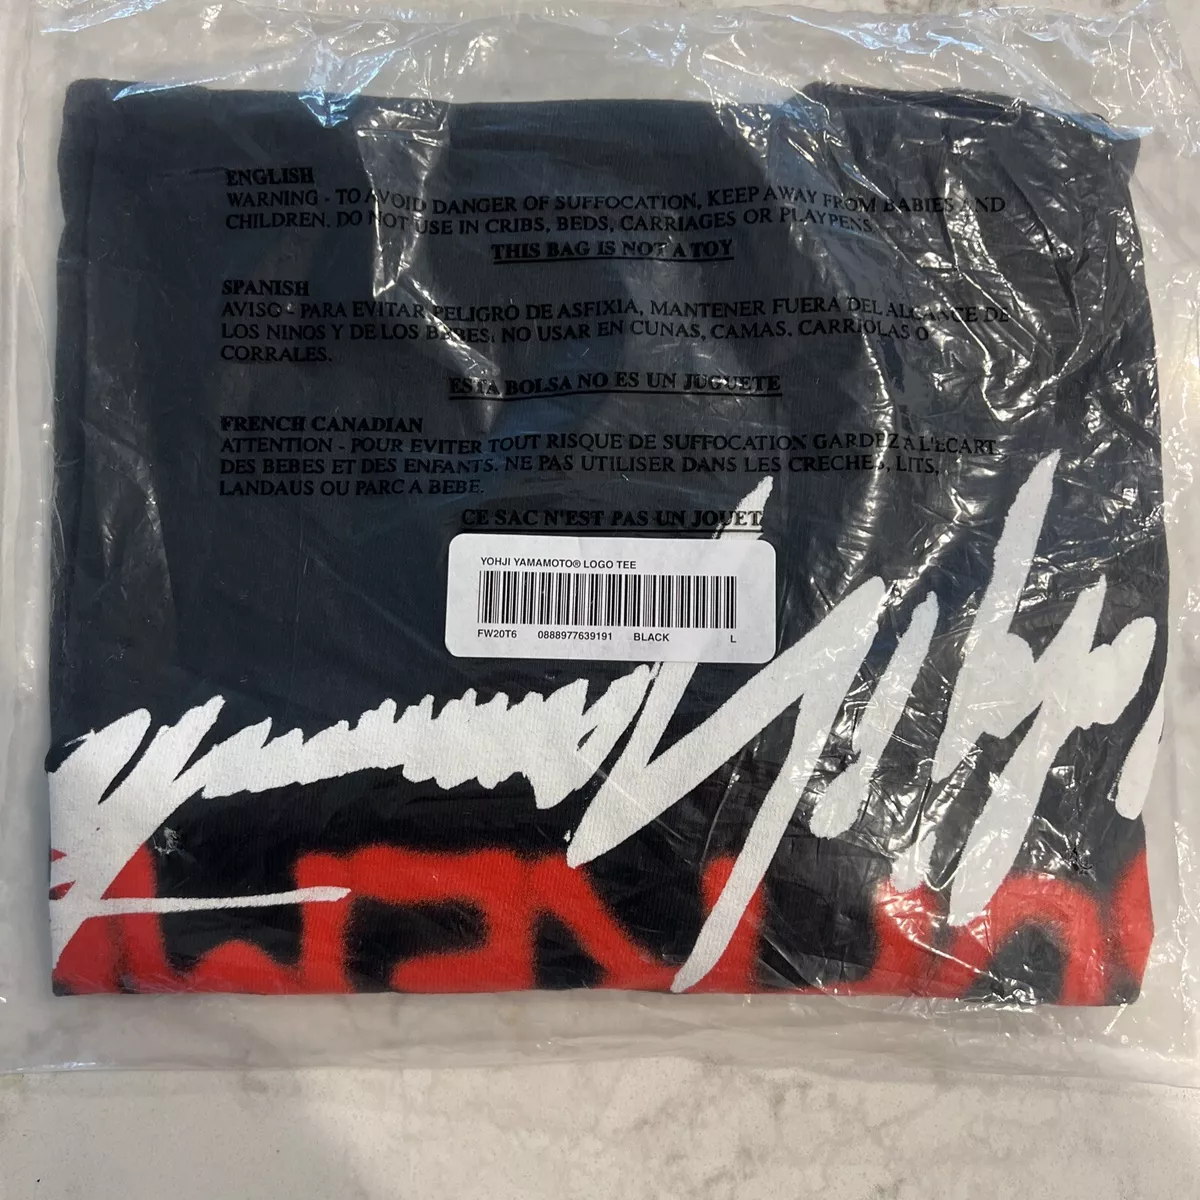 ENGLISH
WARNING - TO AVOID DANGER OF SUFFOCATION, KEEP AWAY FROM BABIES AND
CHILDREN. DO NOT USE IN CRIBS, BEDS, CARRIAGES OR PLAYPENS.
THIS BAG IS NOT A TOY
SPANISH
AVISO - PARA EVITAR PELIGRO DE ASFIXIA, MANTENER FUERA DEL ALCANCE DE
LOS NINOS Y DE LOS BEBES, NO USAR EN CUNAS, CAMAS. CARRIOLAS O
CORRALES.
ESTA BOLSA NO ES UN JUGUETE
FRENCH CANADIAN
ATTENTION - POUR EVITER TOUT RISQUE DE SUFFOCATION GARDEZ A L'ECART
DES BEBES ET DES ENFANTS. NE PAS UTILISER DANS LES CRECHES, LITS,
LANDAUS OU PARC A BEBE.
CE SAC N'EST PAS UN JOUET
YOHJI YAMAMOTO® LOGO TEE
FW20T6 0888977639191 BLACK L